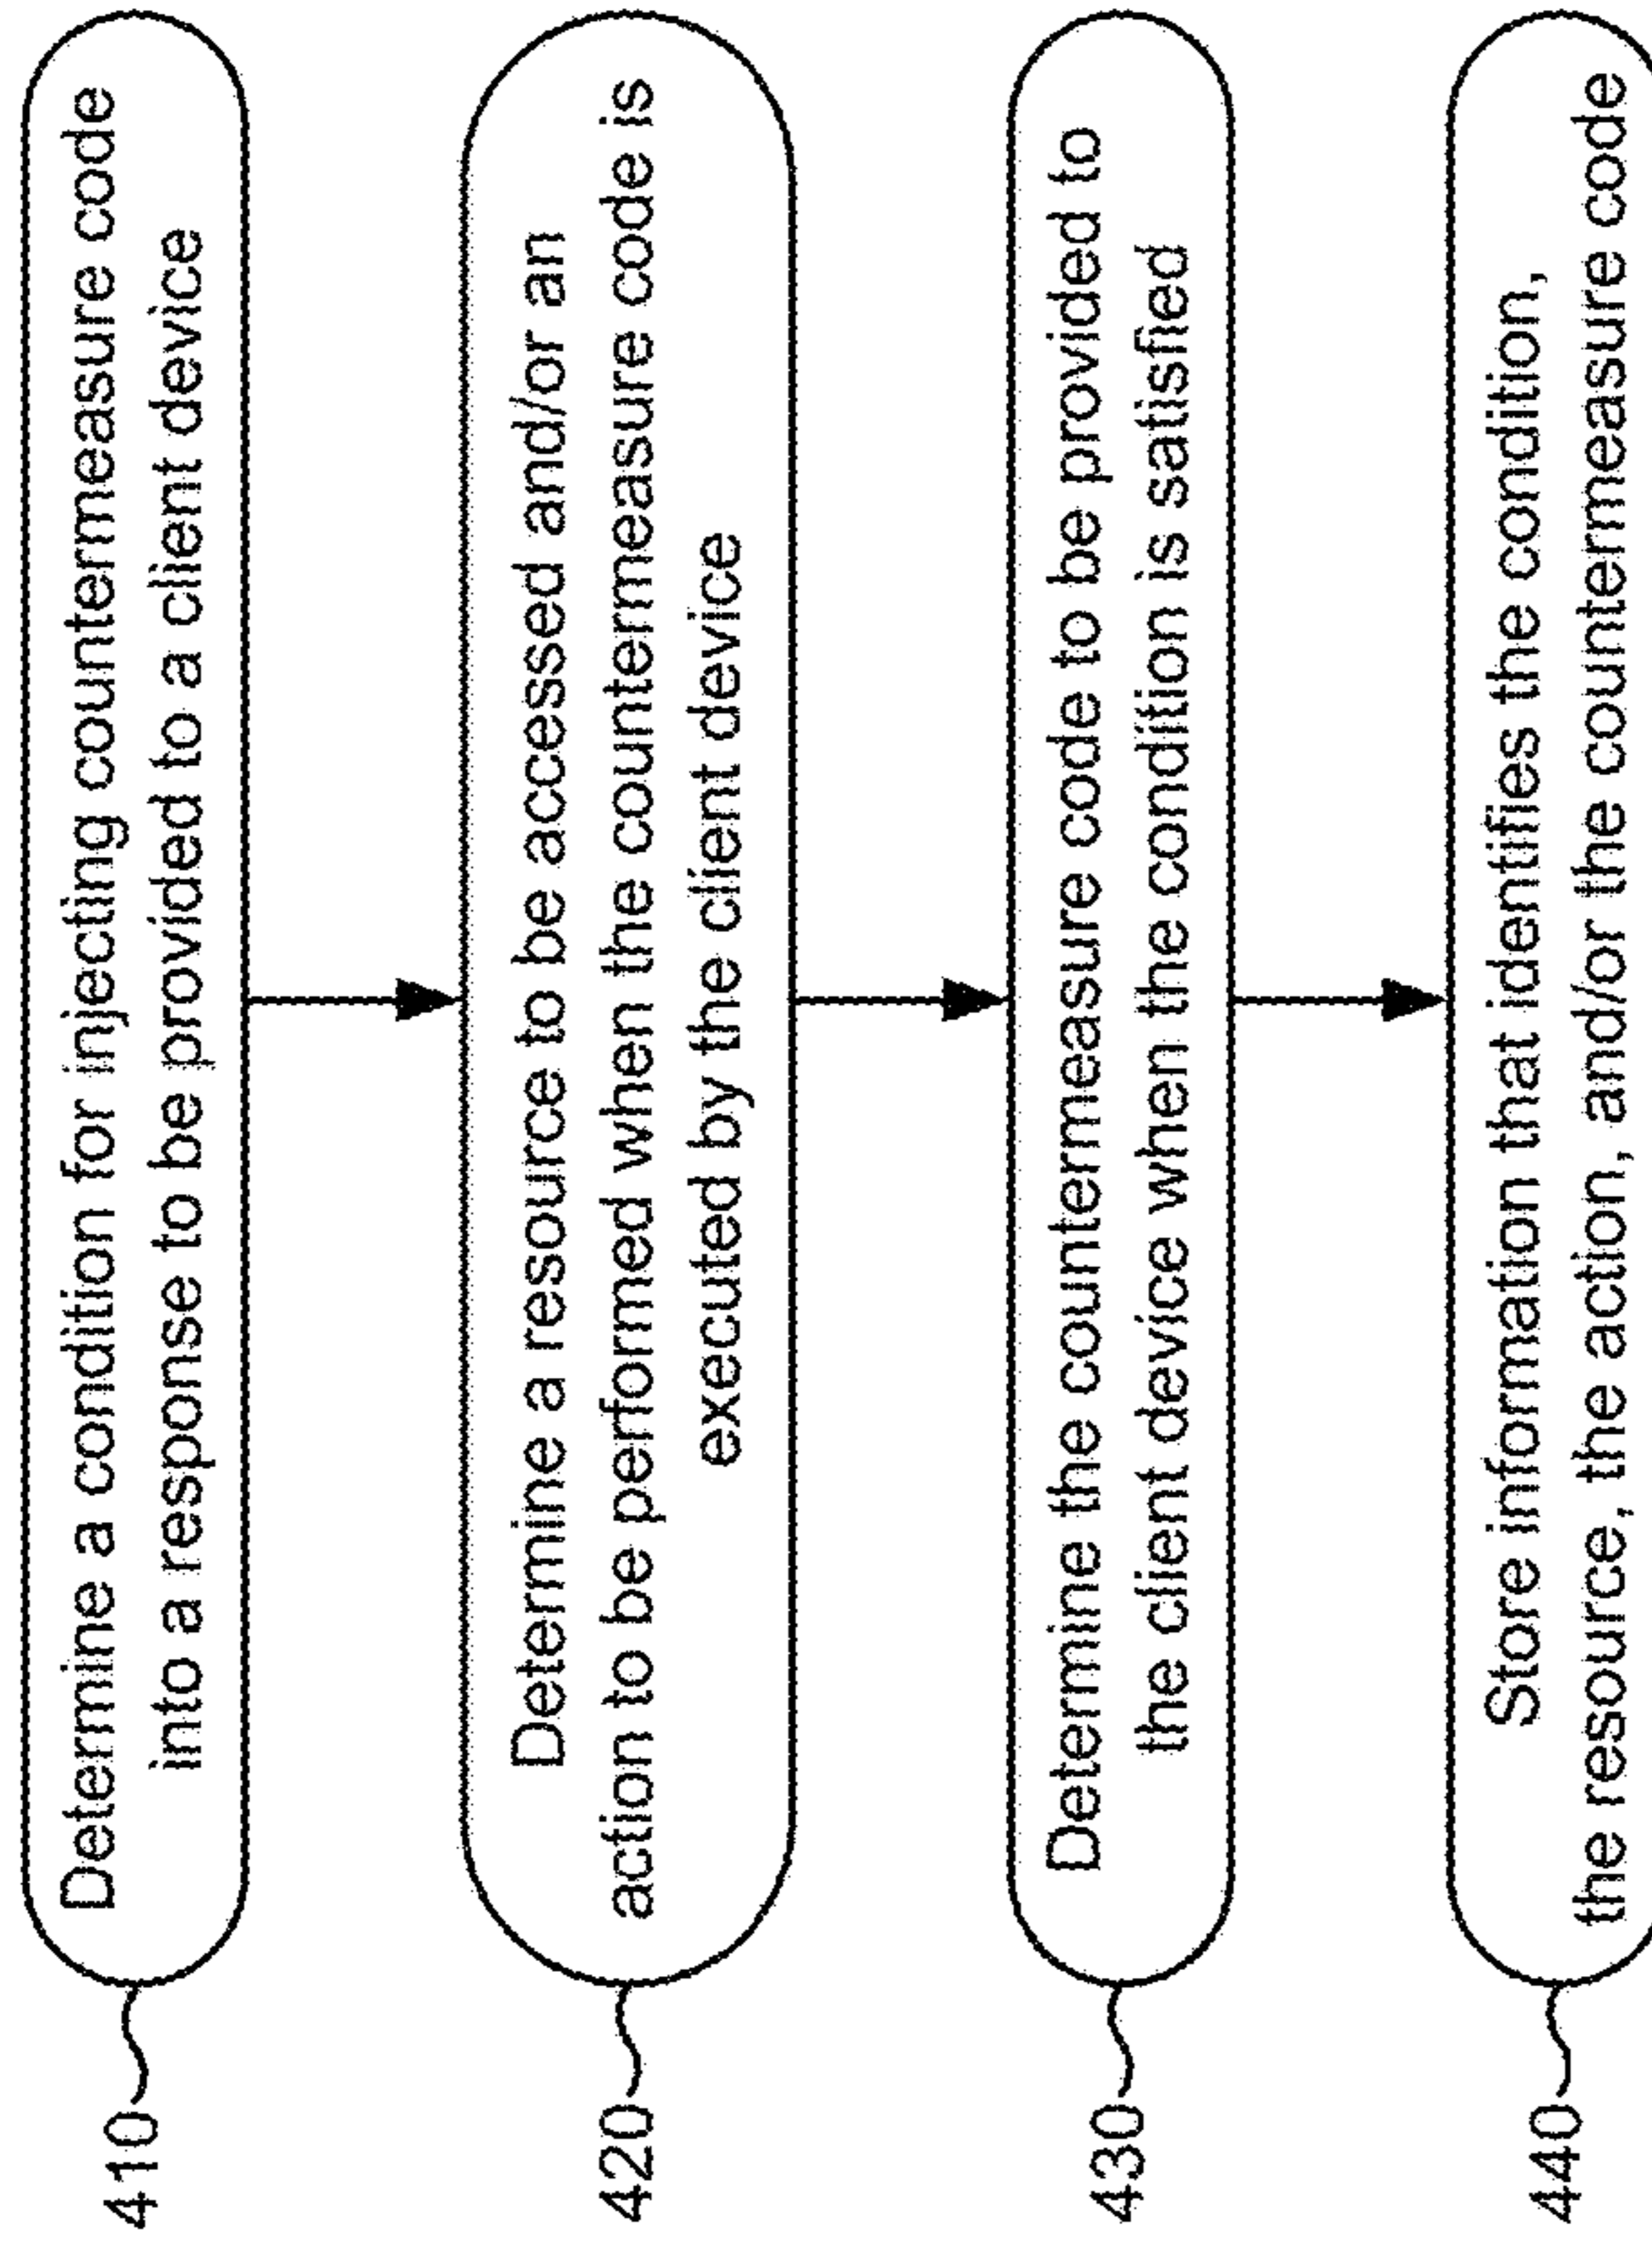 410
Determine a condition for injecting countermeasure code
into a response to be provided to a client device
420
Determine a resource to be accessed and/or an
action to be performed when the countermeasure code is
executed by the client device
430
Determine the countermeasure code to be provided to
the client device when the condition is satisfied
440
Store information that identifies the condition,
the resource, the action, and/or the countermeasure code